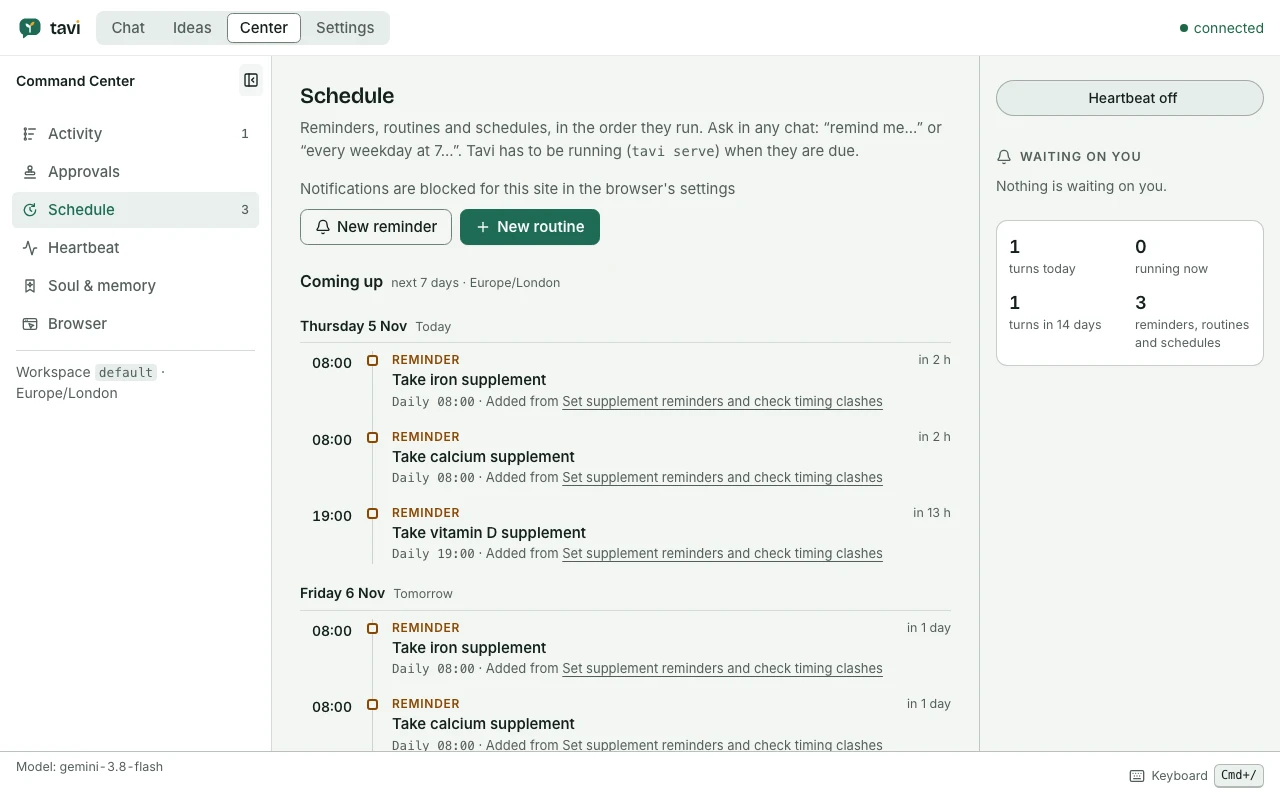 tavi
Chat Ideas Center Settings
connected
Command Center
Activity 1
Approvals
Schedule 3
Heartbeat
Soul & memory
Browser
Workspace default ·
Europe/London
Schedule
Reminders, routines and schedules, in the order they run. Ask in any chat: “remind me…” or
“every weekday at 7…”. Tavi has to be running (tavi serve) when they are due.
Notifications are blocked for this site in the browser's settings
New reminder + New routine
Coming up next 7 days · Europe/London
Thursday 5 Nov Today
08:00 REMINDER in 2 h
Take iron supplement
Daily 08:00 · Added from Set supplement reminders and check timing clashes
08:00 REMINDER in 2 h
Take calcium supplement
Daily 08:00 · Added from Set supplement reminders and check timing clashes
19:00 REMINDER in 13 h
Take vitamin D supplement
Daily 19:00 · Added from Set supplement reminders and check timing clashes
Friday 6 Nov Tomorrow
08:00 REMINDER in 1 day
Take iron supplement
Daily 08:00 · Added from Set supplement reminders and check timing clashes
08:00 REMINDER in 1 day
Take calcium supplement
Daily 08:00 · Added from Set supplement reminders and check timing clashes
Heartbeat off
WAITING ON YOU
Nothing is waiting on you.
1 0
turns today running now
1 3
turns in 14 days reminders, routines
and schedules
Model: gemini-3.8-flash
Keyboard Cmd+/